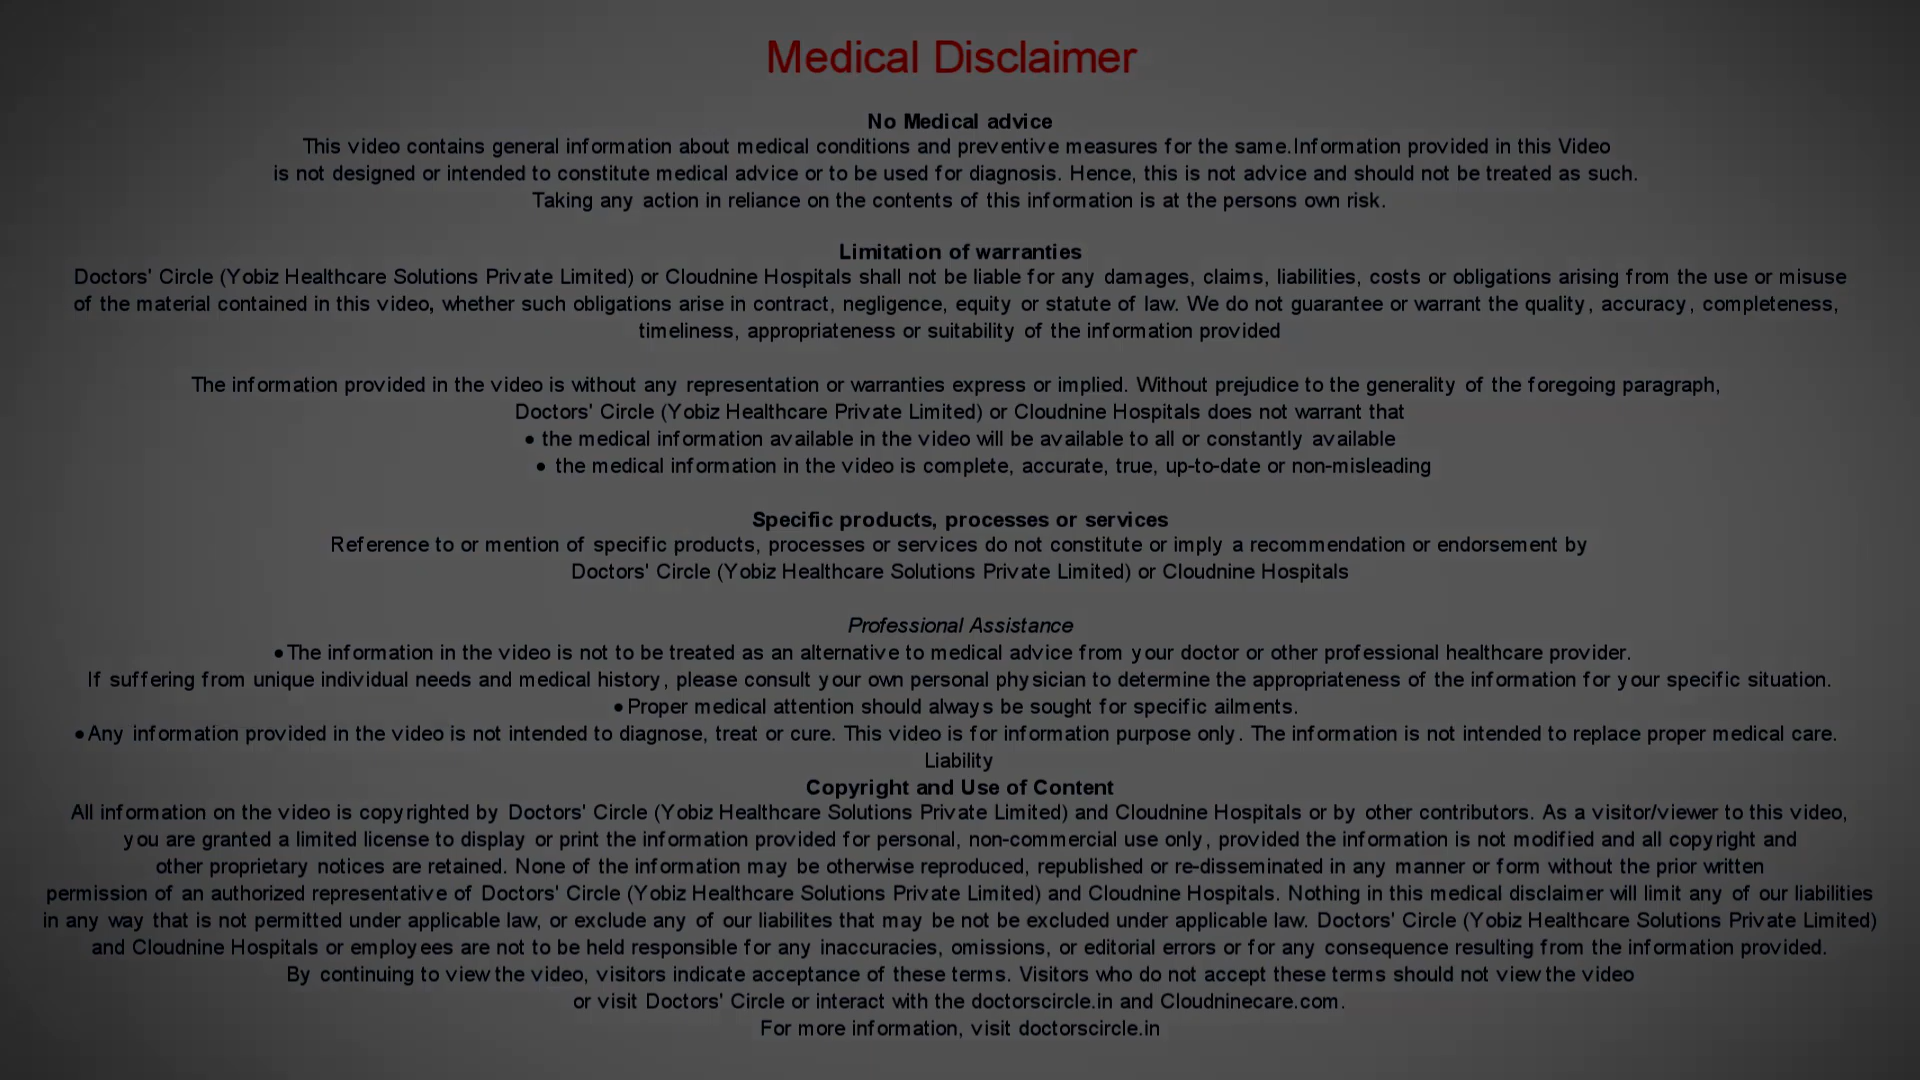 Medical Disclaimer
No Medical advice
This video contains general information about medical conditions and preventive measures for the same.Information provided in this Video
is not designed or intended to constitute medical advice or to be used for diagnosis. Hence, this is not advice and should not be treated as such.
Taking any action in reliance on the contents of this information is at the persons own risk.
Limitation of warranties
Doctors' Circle (Yobiz Healthcare Solutions Private Limited) or Cloudnine Hospitals shall not be liable for any damages, claims, liabilities, costs or obligations arising from the use or misuse
of the material contained in this video, whether such obligations arise in contract, negligence, equity or statute of law. We do not guarantee or warrant the quality, accuracy, completeness,
timeliness, appropriateness or suitability of the information provided
The information provided in the video is without any representation or warranties express or implied. Without prejudice to the generality of the foregoing paragraph,
Doctors' Circle (Yobiz Healthcare Private Limited) or Cloudnine Hospitals does not warrant that
• the medical information available in the video will be available to all or constantly available
• the medical information in the video is complete, accurate, true, up-to-date or non-misleading
Specific products, processes or services
Reference to or mention of specific products, processes or services do not constitute or imply a recommendation or endorsement by
Doctors' Circle (Yobiz Healthcare Solutions Private Limited) or Cloudnine Hospitals
Professional Assistance
•The information in the video is not to be treated as an alternative to medical advice from your doctor or other professional healthcare provider.
If suffering from unique individual needs and medical history, please consult your own personal physician to determine the appropriateness of the information for your specific situation.
•Proper medical attention should always be sought for specific ailments.
•Any information provided in the video is not intended to diagnose, treat or cure. This video is for information purpose only. The information is not intended to replace proper medical care.
Liability
Copyright and Use of Content
All information on the video is copyrighted by Doctors' Circle (Yobiz Healthcare Solutions Private Limited) and Cloudnine Hospitals or by other contributors. As a visitor/viewer to this video,
you are granted a limited license to display or print the information provided for personal, non-commercial use only, provided the information is not modified and all copyright and
other proprietary notices are retained. None of the information may be otherwise reproduced, republished or re-disseminated in any manner or form without the prior written
permission of an authorized representative of Doctors' Circle (Yobiz Healthcare Solutions Private Limited) and Cloudnine Hospitals. Nothing in this medical disclaimer will limit any of our liabilities
in any way that is not permitted under applicable law, or exclude any of our liabilites that may be not be excluded under applicable law. Doctors' Circle (Yobiz Healthcare Solutions Private Limited)
and Cloudnine Hospitals or employees are not to be held responsible for any inaccuracies, omissions, or editorial errors or for any consequence resulting from the information provided.
By continuing to view the video, visitors indicate acceptance of these terms. Visitors who do not accept these terms should not view the video
or visit Doctors' Circle or interact with the doctorscircle.in and Cloudninecare.com.
For more information, visit doctorscircle.in